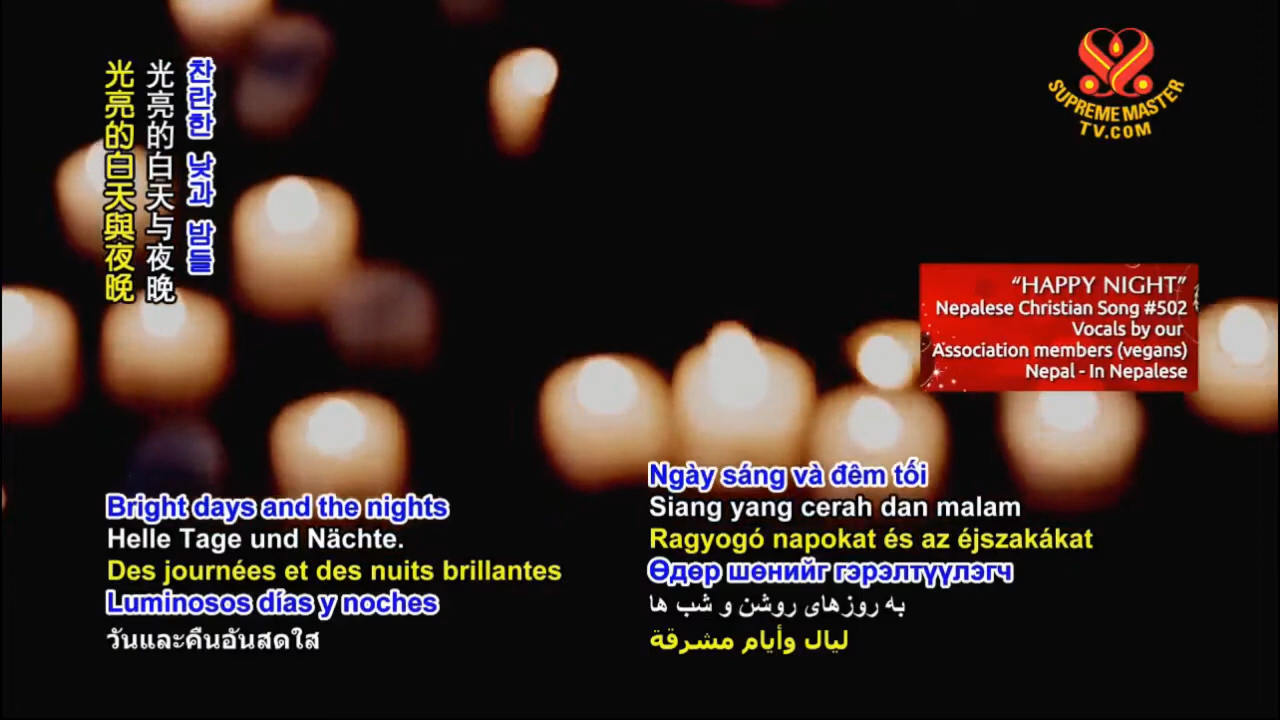 光亮的白天與夜晚
光亮的白天与夜晚
찬란한 낮과 밤들
SUPREME MASTER
TV.COM
“HAPPY NIGHT”
Nepalese Christian Song #502
Vocals by our
Association members (vegans)
Nepal - In Nepalese
Bright days and the nights
Helle Tage und Nächte.
Des journées et des nuits brillantes
Luminosos días y noches
วันและคืนอันสดใส
Ngày sáng và đêm tối
Siang yang cerah dan malam
Ragyogó napokat és az éjszakákat
Өдөр шөнийг гэрэлтүүлэгч
به روزهای روشن و شب ها
ليال وأيام مشرقة